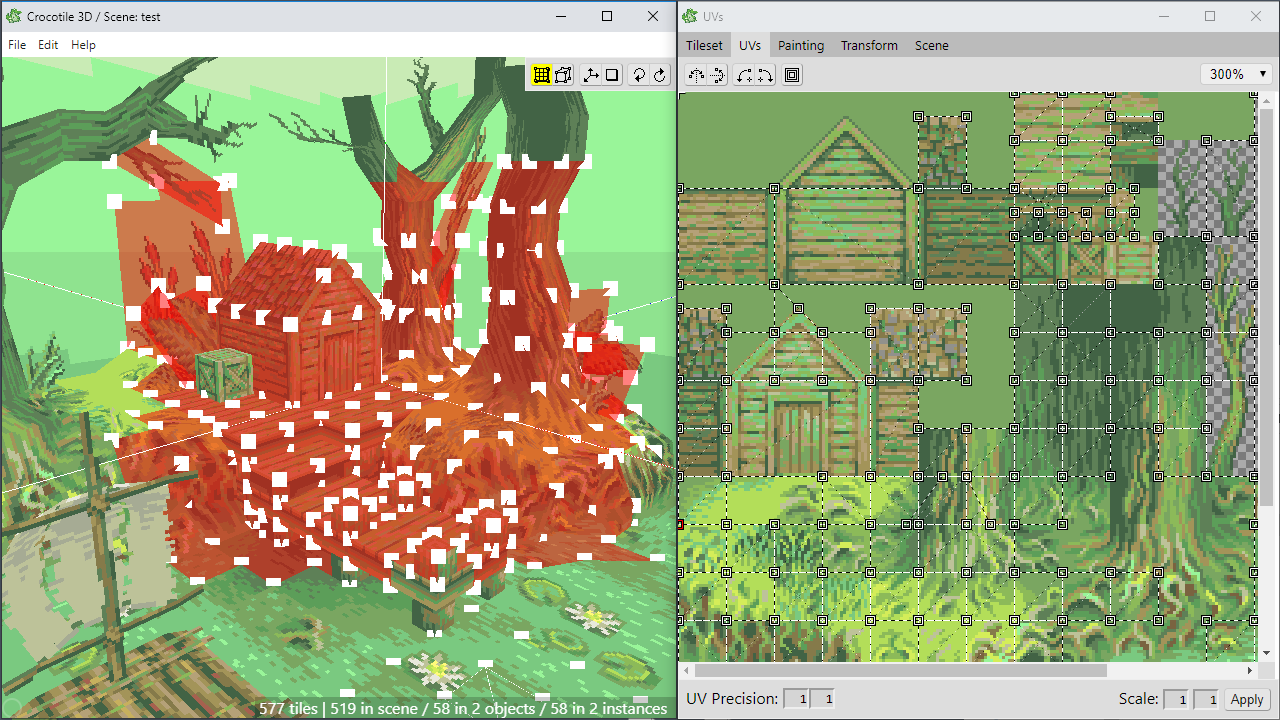 Crocotile 3D / Scene: test
File Edit Help
577 tiles | 519 in scene / 58 in 2 objects / 58 in 2 instances
UVs
Tileset UVs Painting Transform Scene
300%
UV Precision: 1 1
Scale: 1 1 Apply